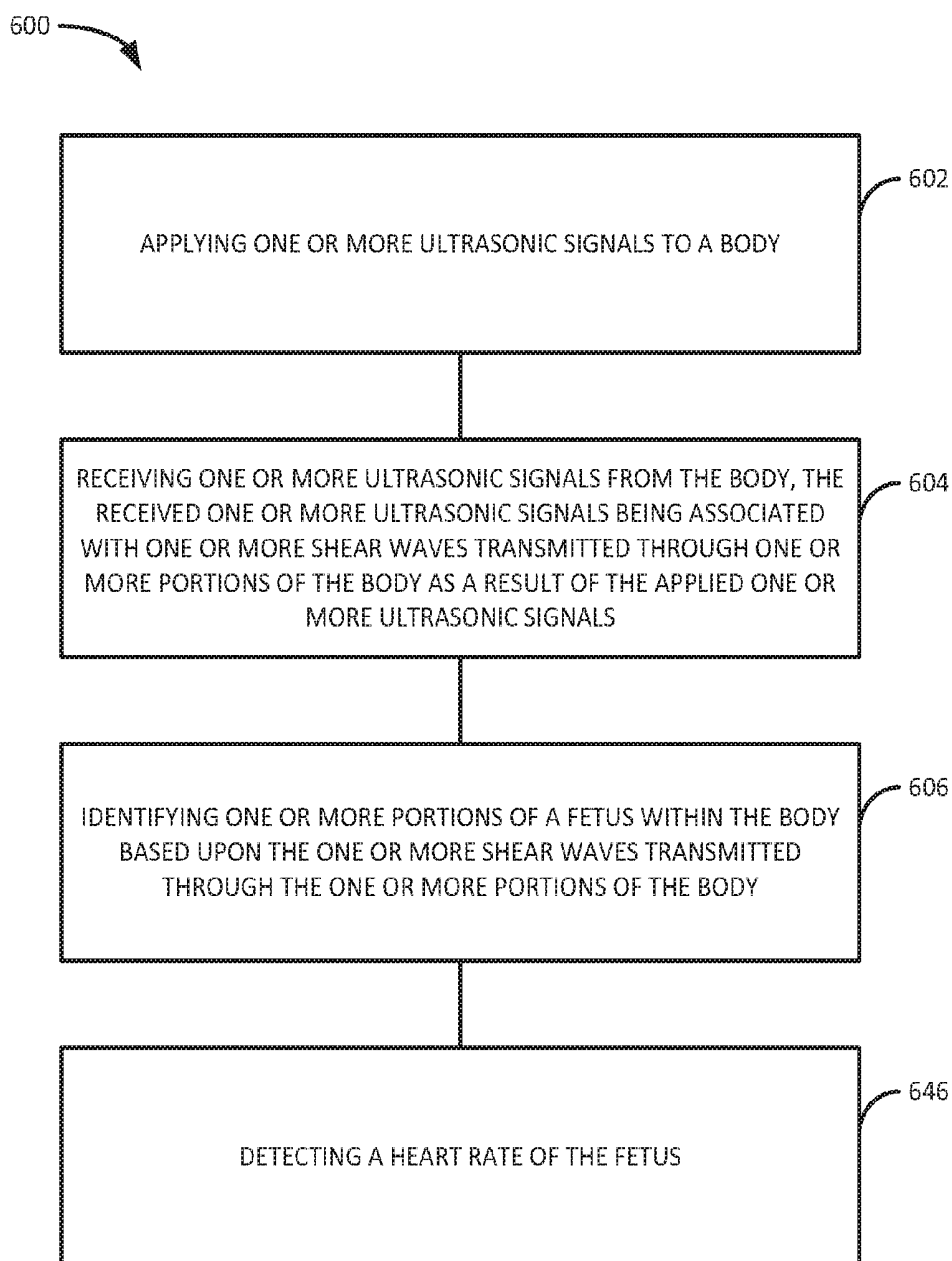 600
602
APPLYING ONE OR MORE ULTRASONIC SIGNALS TO A BODY
RECEIVING ONE OR MORE ULTRASONIC SIGNALS FROM THE BODY, THE
604
RECEIVED ONE OR MORE ULTRASONIC SIGNALS BEING ASSOCIATED
WITH ONE OR MORE SHEAR WAVES TRANSMITTED THROUGH ONE OR
MORE PORTIONS OF THE BODY AS A RESULT OF THE APPLIED ONE OR
MORE ULTRASONIC SIGNALS
606
IDENTIFYING ONE OR MORE PORTIONS OF A FETUS WITHIN THE BODY
BASED UPON THE ONE OR MORE SHEAR WAVES TRANSMITTED
THROUGH THE ONE OR MORE PORTIONS OF THE BODY
646
DETECTING A HEART RATE OF THE FETUS